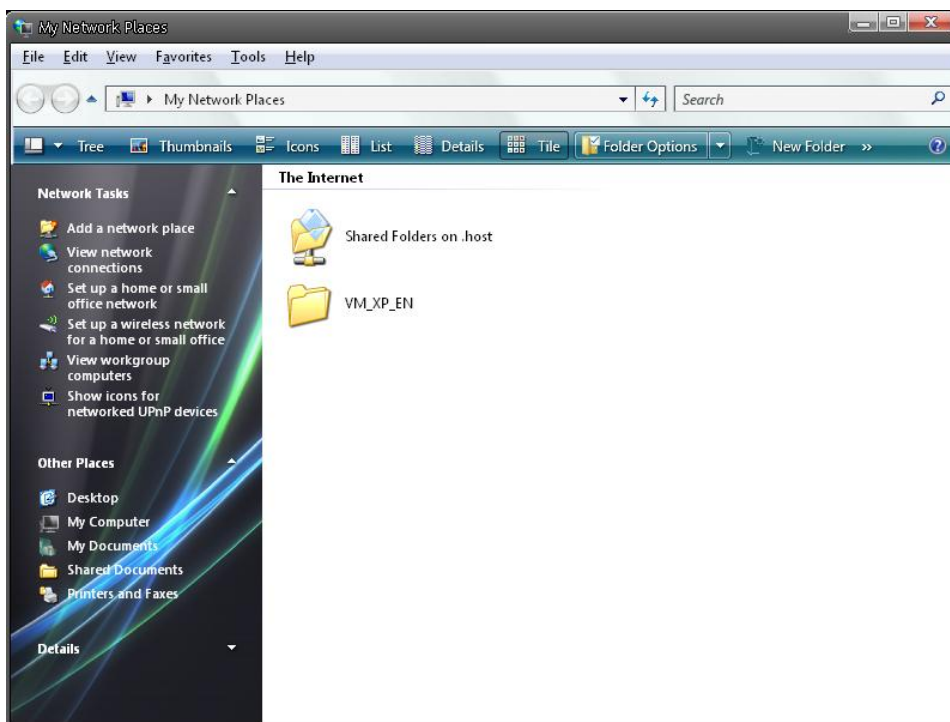 My Network Places
File Edit View Favorites Tools Help
My Network Places Search
Tree Thumbnails Icons List Details Tile Folder Options New Folder »
Network Tasks
Add a network place
View network
connections
Set up a home or small
office network
Set up a wireless network
for a home or small office
View workgroup
computers
Show icons for
networked UPnP devices
Other Places
Desktop
My Computer
My Documents
Shared Documents
Printers and Faxes
Details
The Internet
Shared Folders on .host
VM_XP_EN